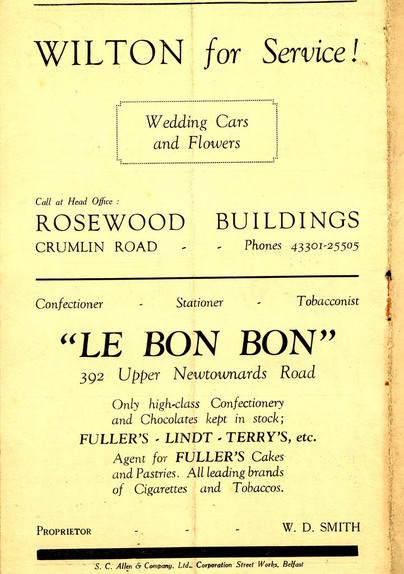 WILTON for Service!
Wedding Cars
and Flowers
Call at Head Office :
ROSEWOOD BUILDINGS
CRUMLIN ROAD - - Phones 43301-25505
Confectioner - Stationer - Tobacconist
"LE BON BON"
392 Upper Newtownards Road
Only high-class Confectionery
and Chocolates kept in stock;
FULLER'S - LINDT - TERRY'S, etc.
Agent for FULLER'S Cakes
and Pastries. All leading brands
of Cigarettes and Tobaccos.
PROPRIETOR - - - W. D. SMITH
S. C. Allen & Company, Ltd., Corporation Street Works, Belfast